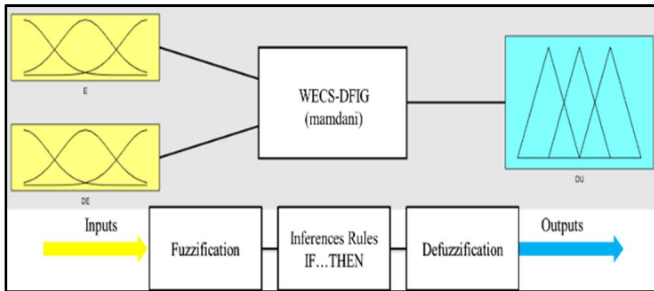 E
WECS-DFIG
(mamdani)
DE
DU
Inputs
Fuzzification
Inferences Rules
IF...THEN
Defuzzification
Outputs